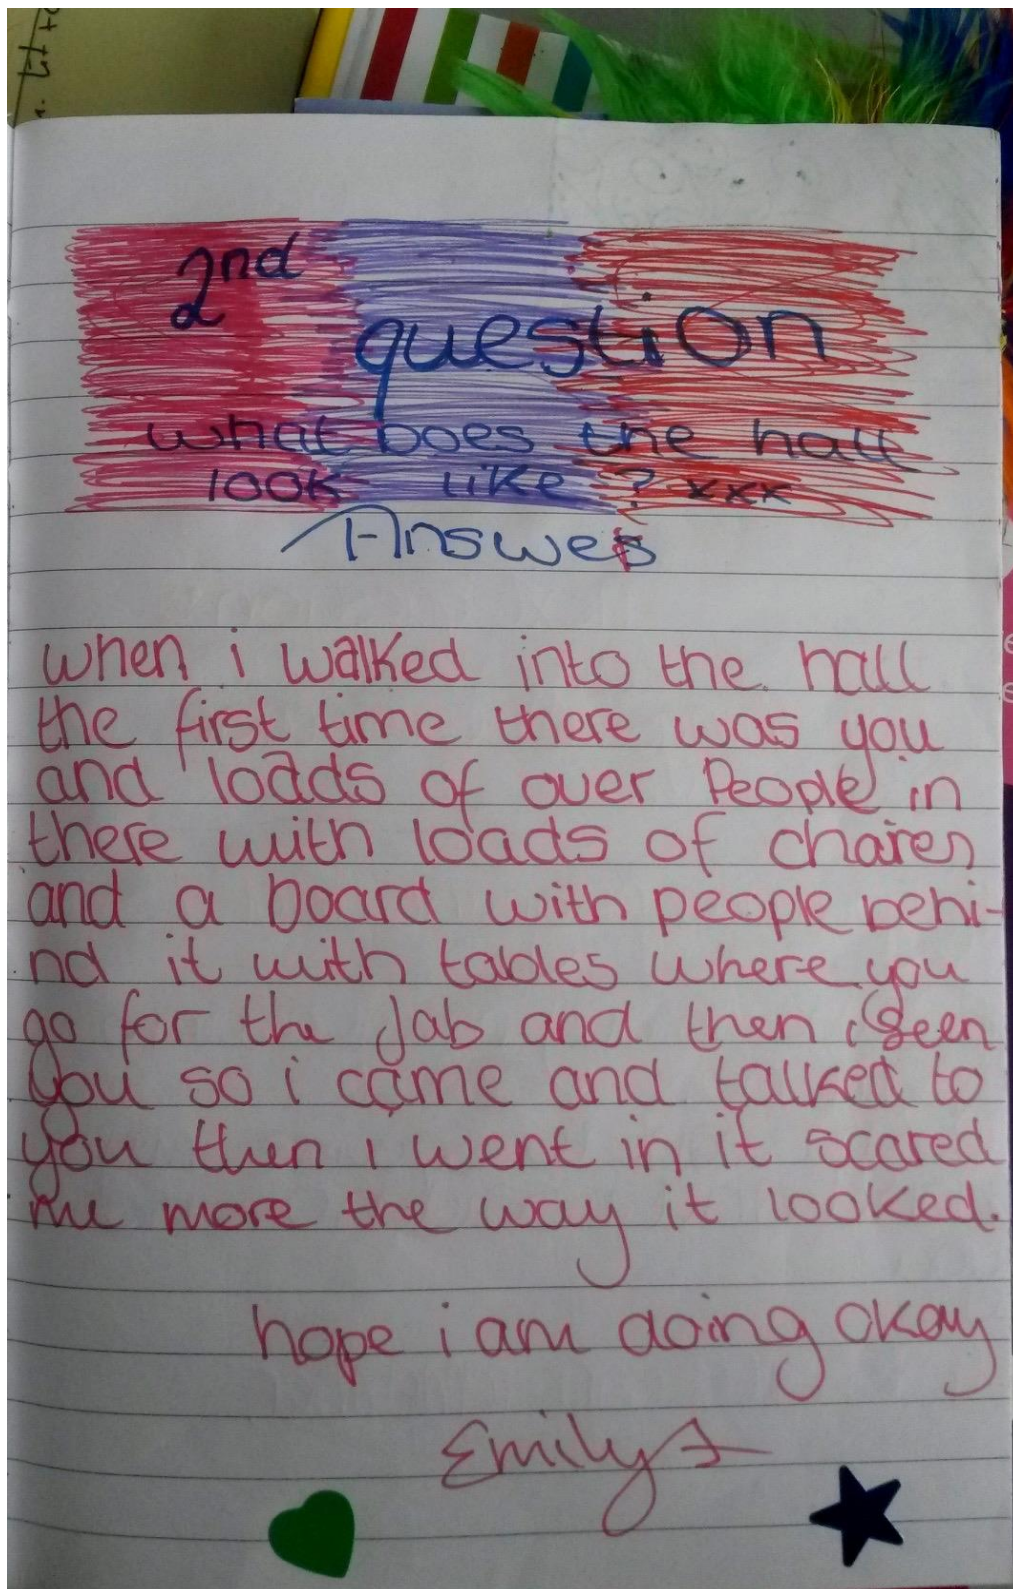 2nd
question
what Does the hall
look like ? xxx
Answer
when i walked into the hall
the first time there was you
and loads of over People in
there with loads of chaires
and a board with people behi-
nd it with tables where you
go for the Jab and then i Seen
you so i came and talked to
you then i went in it scared
me more the way it looked.
hope i am doing okay
Emily